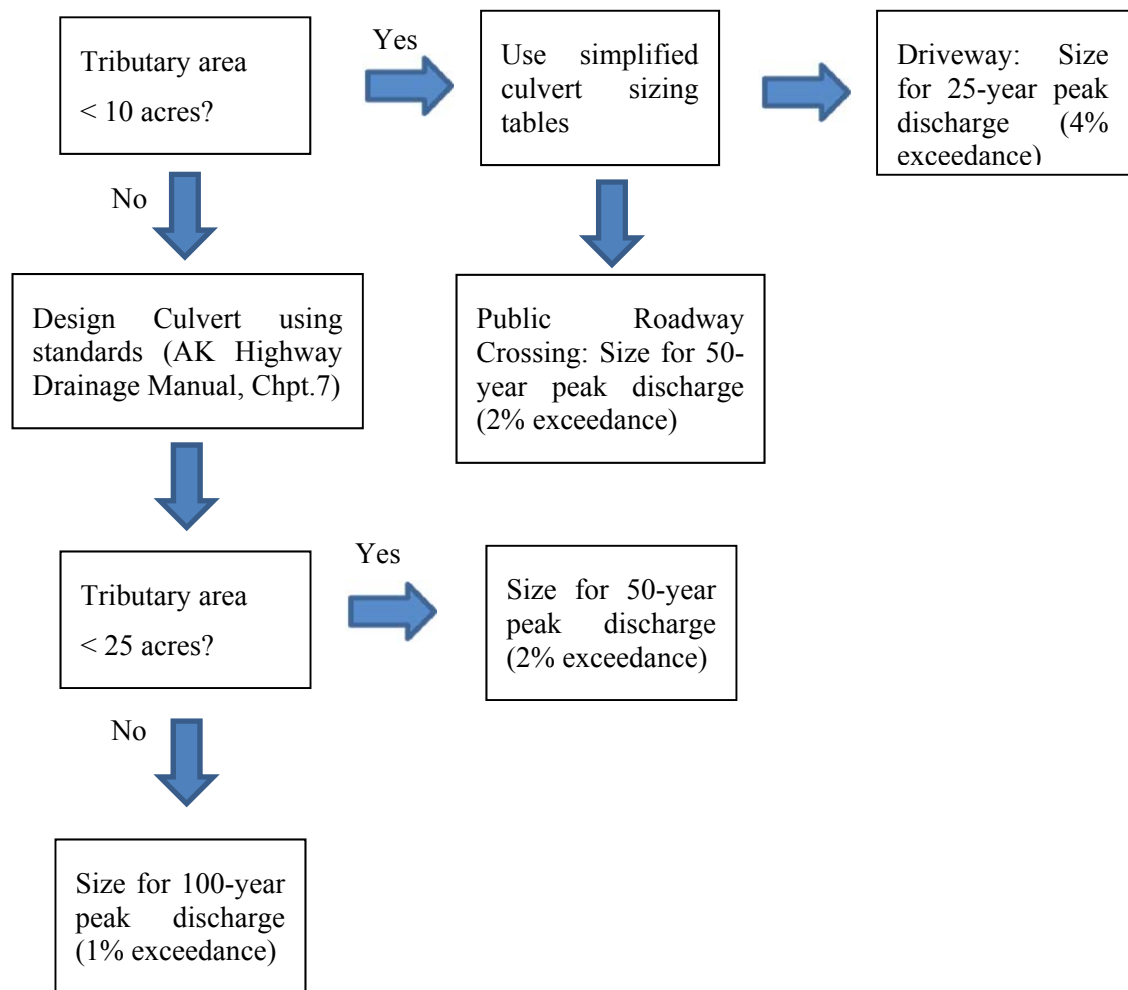 Tributary area
< 10 acres?
Yes
Use simplified
culvert sizing
tables
Driveway: Size
for 25-year peak
discharge (4%
exceedance)
No
Design Culvert using
standards (AK Highway
Drainage Manual, Chpt.7)
Public Roadway
Crossing: Size for 50-
year peak discharge
(2% exceedance)
Tributary area
< 25 acres?
Yes
Size for 50-year
peak discharge
(2% exceedance)
No
Size for 100-year
peak discharge
(1% exceedance)